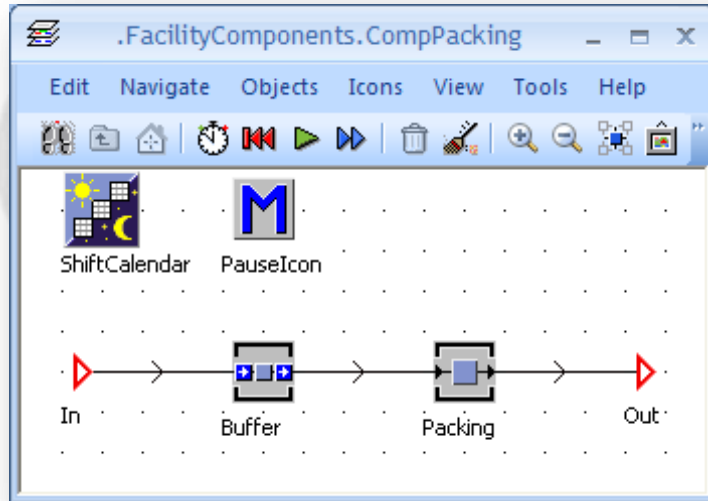 .FacilityComponents.CompPacking
Edit Navigate Objects Icons View Tools Help
ShiftCalendar PauseIcon
M
In Buffer Packing Out